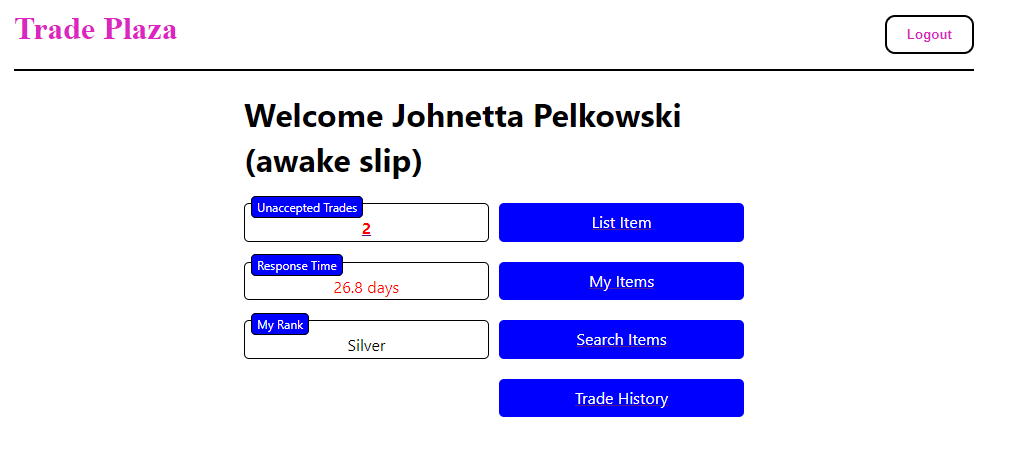 Trade Plaza
Logout
Welcome Johnetta Pelkowski
(awake slip)
Unaccepted Trades
2
List Item
Response Time
26.8 days
My Items
My Rank
Silver
Search Items
Trade History